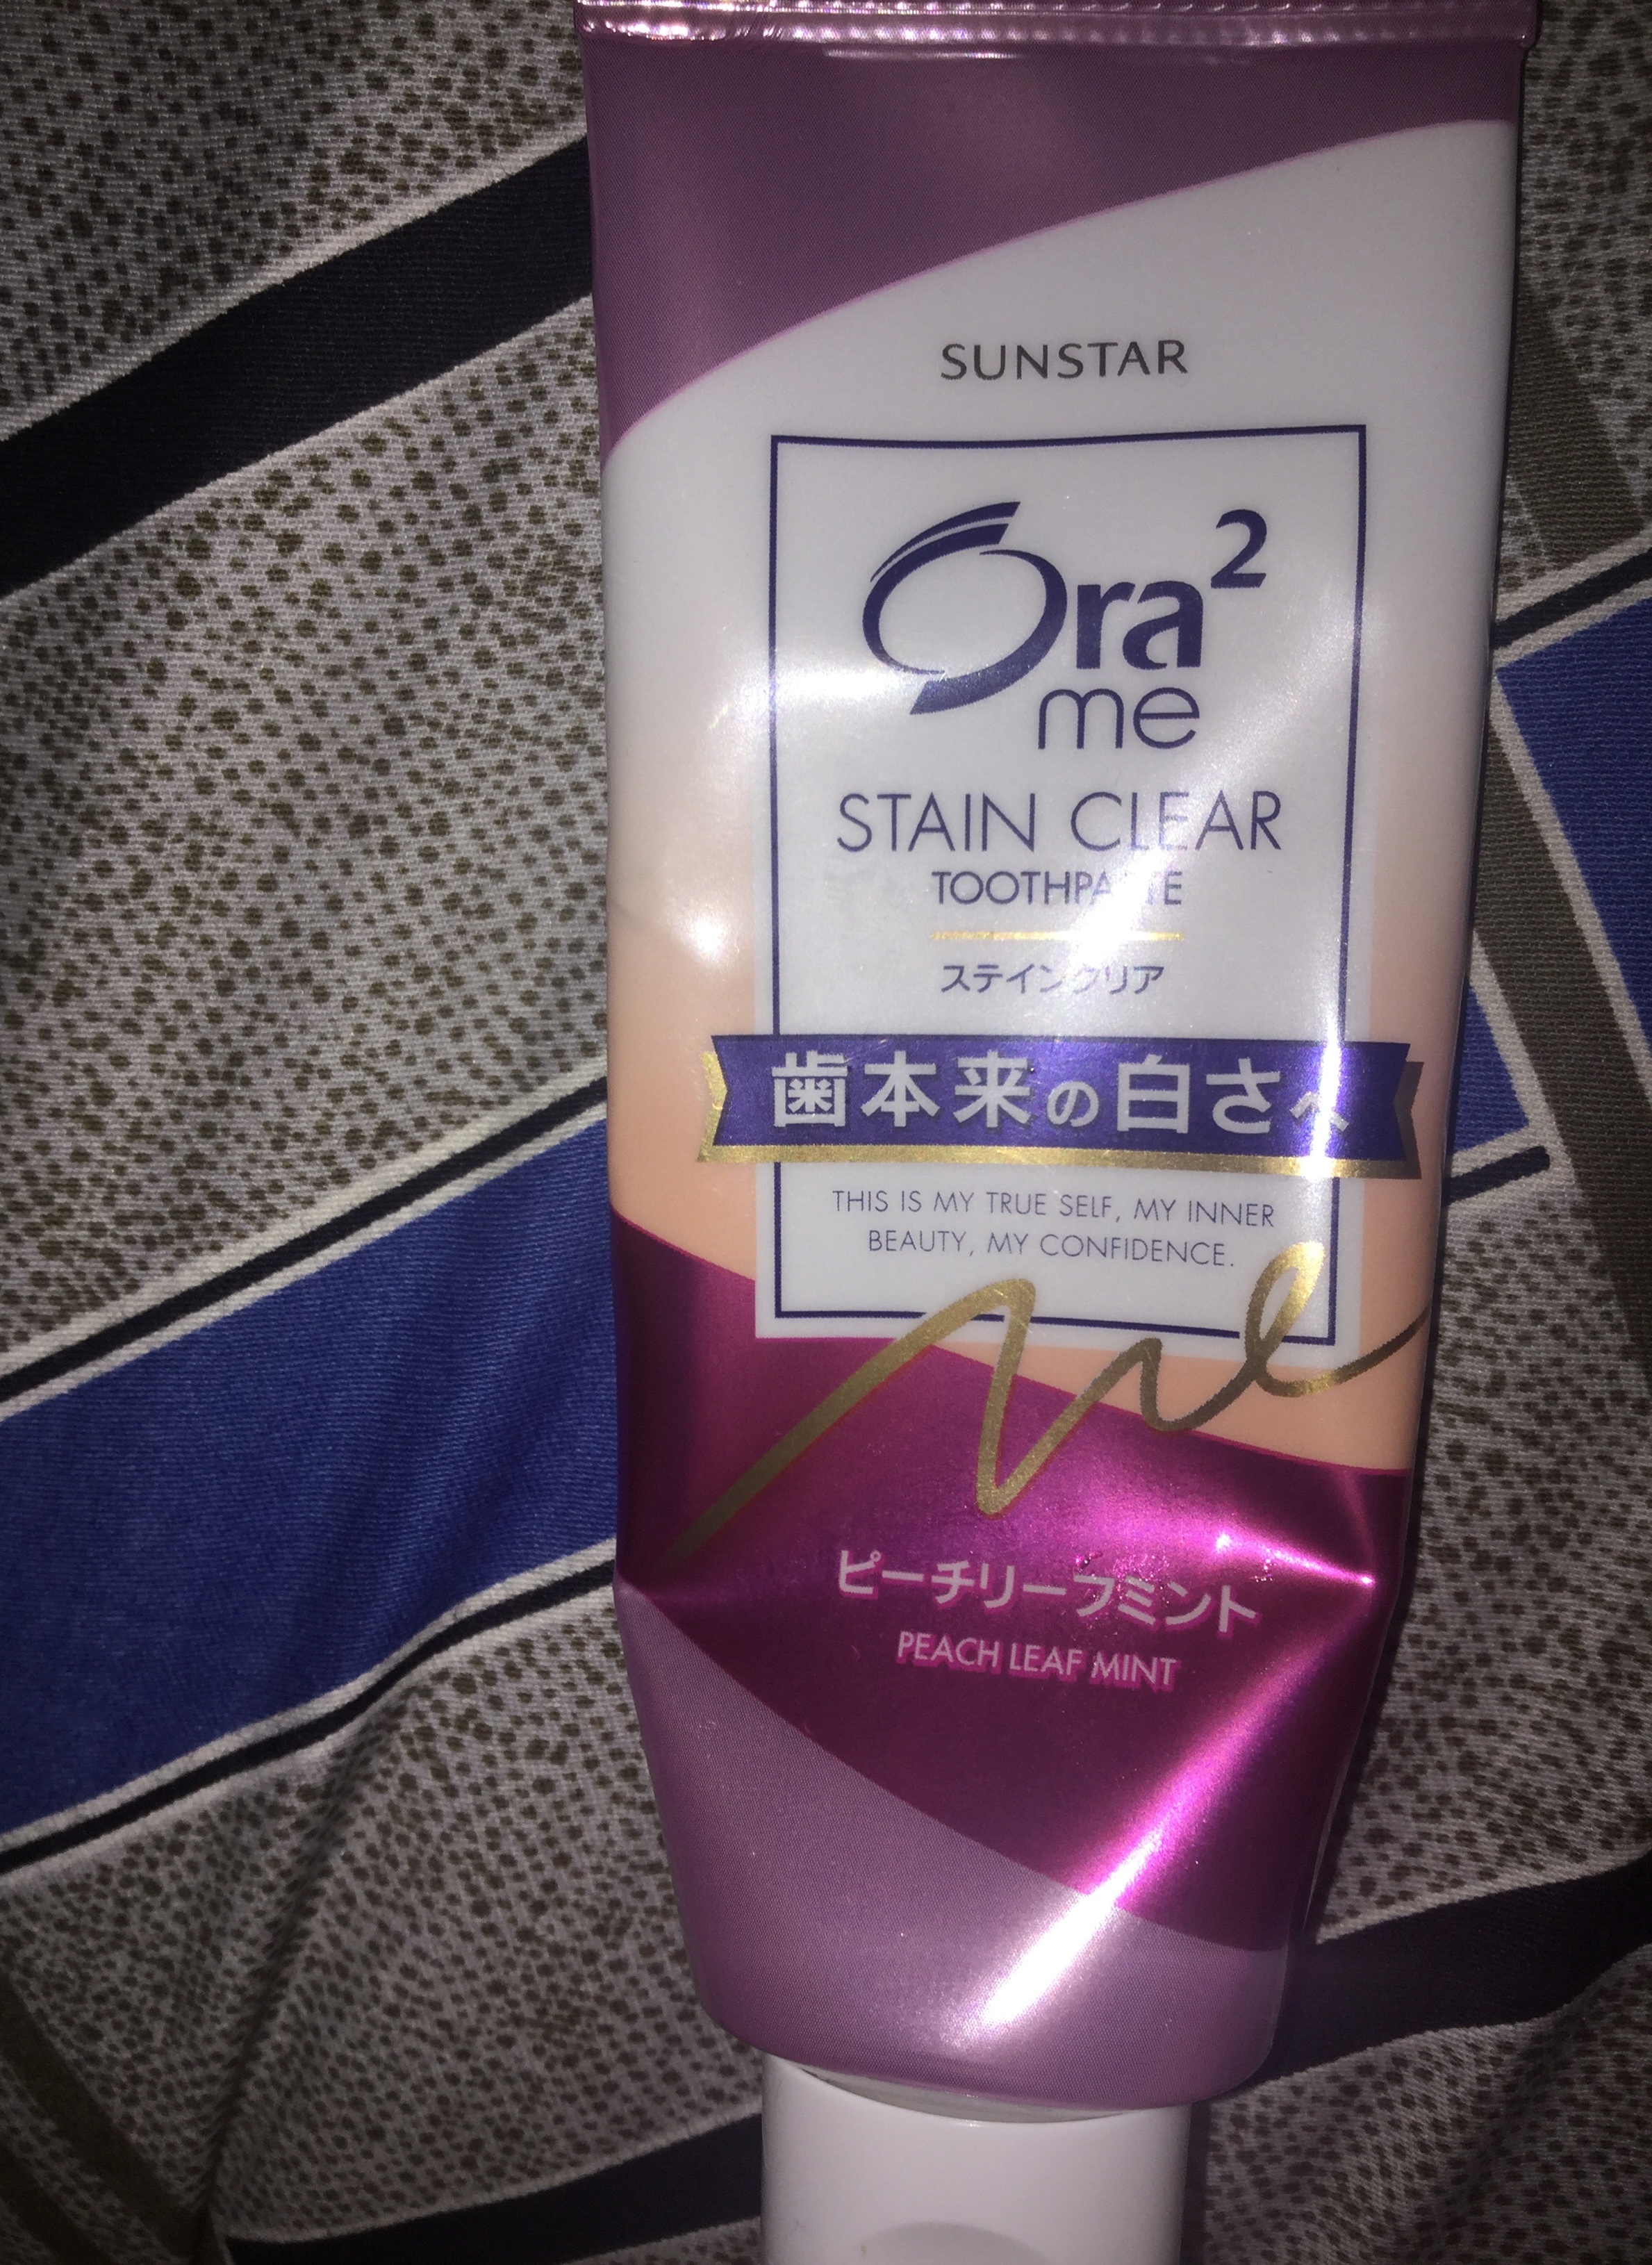 SUNSTAR
Ora²
me
STAIN CLEAR
TOOTHPASTE
ステインクリア
歯本来の白さへ
THIS IS MY TRUE SELF, MY INNER
BEAUTY, MY CONFIDENCE.
me
ピーチリーフミント
PEACH LEAF MINT